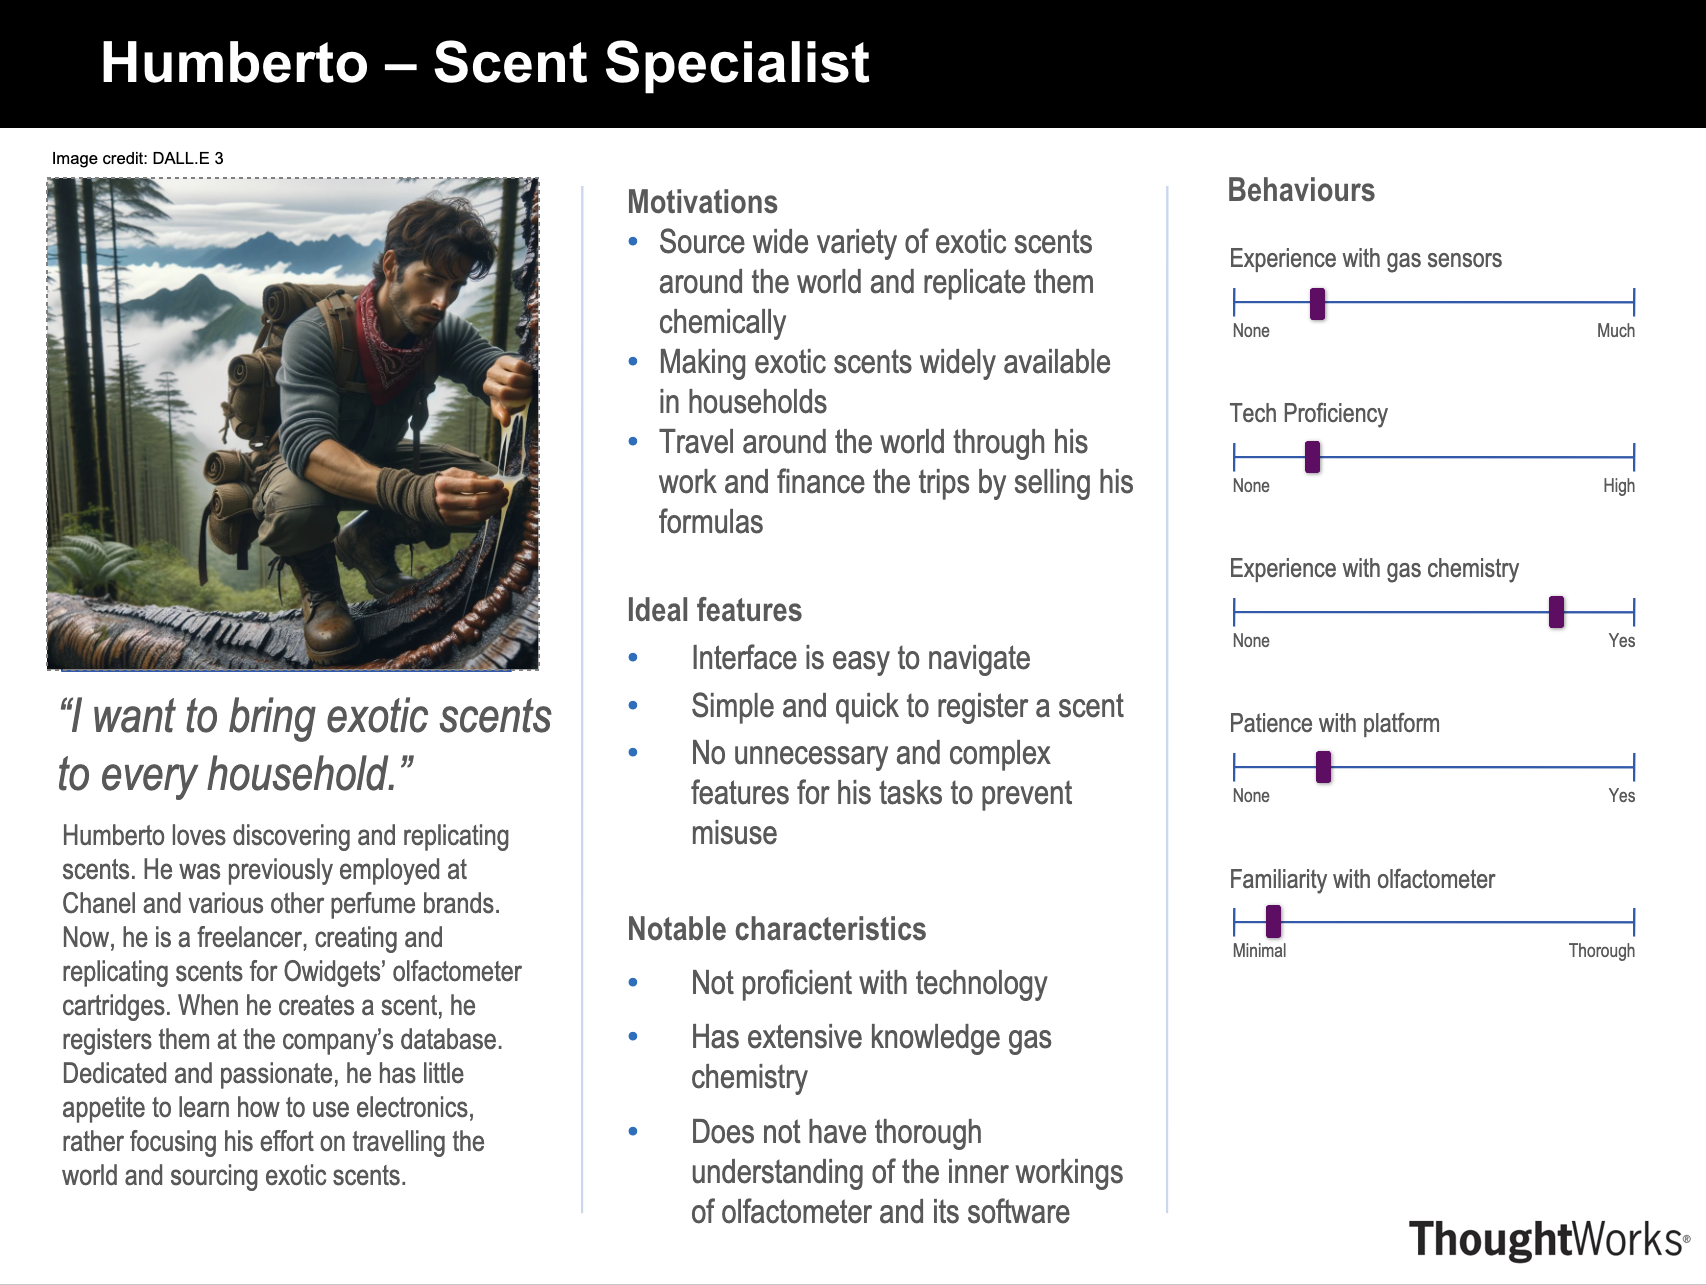 Humberto – Scent Specialist
Image credit: DALL.E 3
“I want to bring exotic scents
to every household.”
Humberto loves discovering and replicating
scents. He was previously employed at
Chanel and various other perfume brands.
Now, he is a freelancer, creating and
replicating scents for Owidgets’ olfactometer
cartridges. When he creates a scent, he
registers them at the company’s database.
Dedicated and passionate, he has little
appetite to learn how to use electronics,
rather focusing his effort on travelling the
world and sourcing exotic scents.
Motivations
• Source wide variety of exotic scents
around the world and replicate them
chemically
• Making exotic scents widely available
in households
• Travel around the world through his
work and finance the trips by selling his
formulas
Ideal features
• Interface is easy to navigate
• Simple and quick to register a scent
• No unnecessary and complex
features for his tasks to prevent
misuse
Notable characteristics
• Not proficient with technology
• Has extensive knowledge gas
chemistry
• Does not have thorough
understanding of the inner workings
of olfactometer and its software
Behaviours
Experience with gas sensors
None Much
Tech Proficiency
None High
Experience with gas chemistry
None Yes
Patience with platform
None Yes
Familiarity with olfactometer
Minimal Thorough
ThoughtWorks®